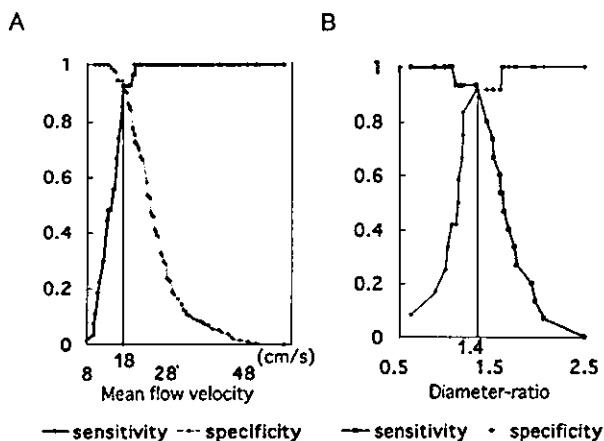 A
1
0.8
0.6
0.4
0.2
0
8 18 28 48 (cm/s)
Mean flow velocity
sensitivity specificity
B
1
0.8
0.6
0.4
0.2
0
0.5 1.4 1.5 2.5
Diameter-ratio
sensitivity specificity